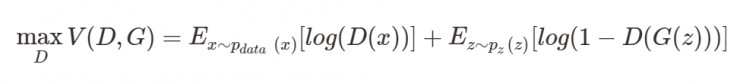 max_D V(D, G) = E_{x∼p_{data}(x)}[log(D(x))] + E_{z∼p_z(z)}[log(1 − D(G(z)))]